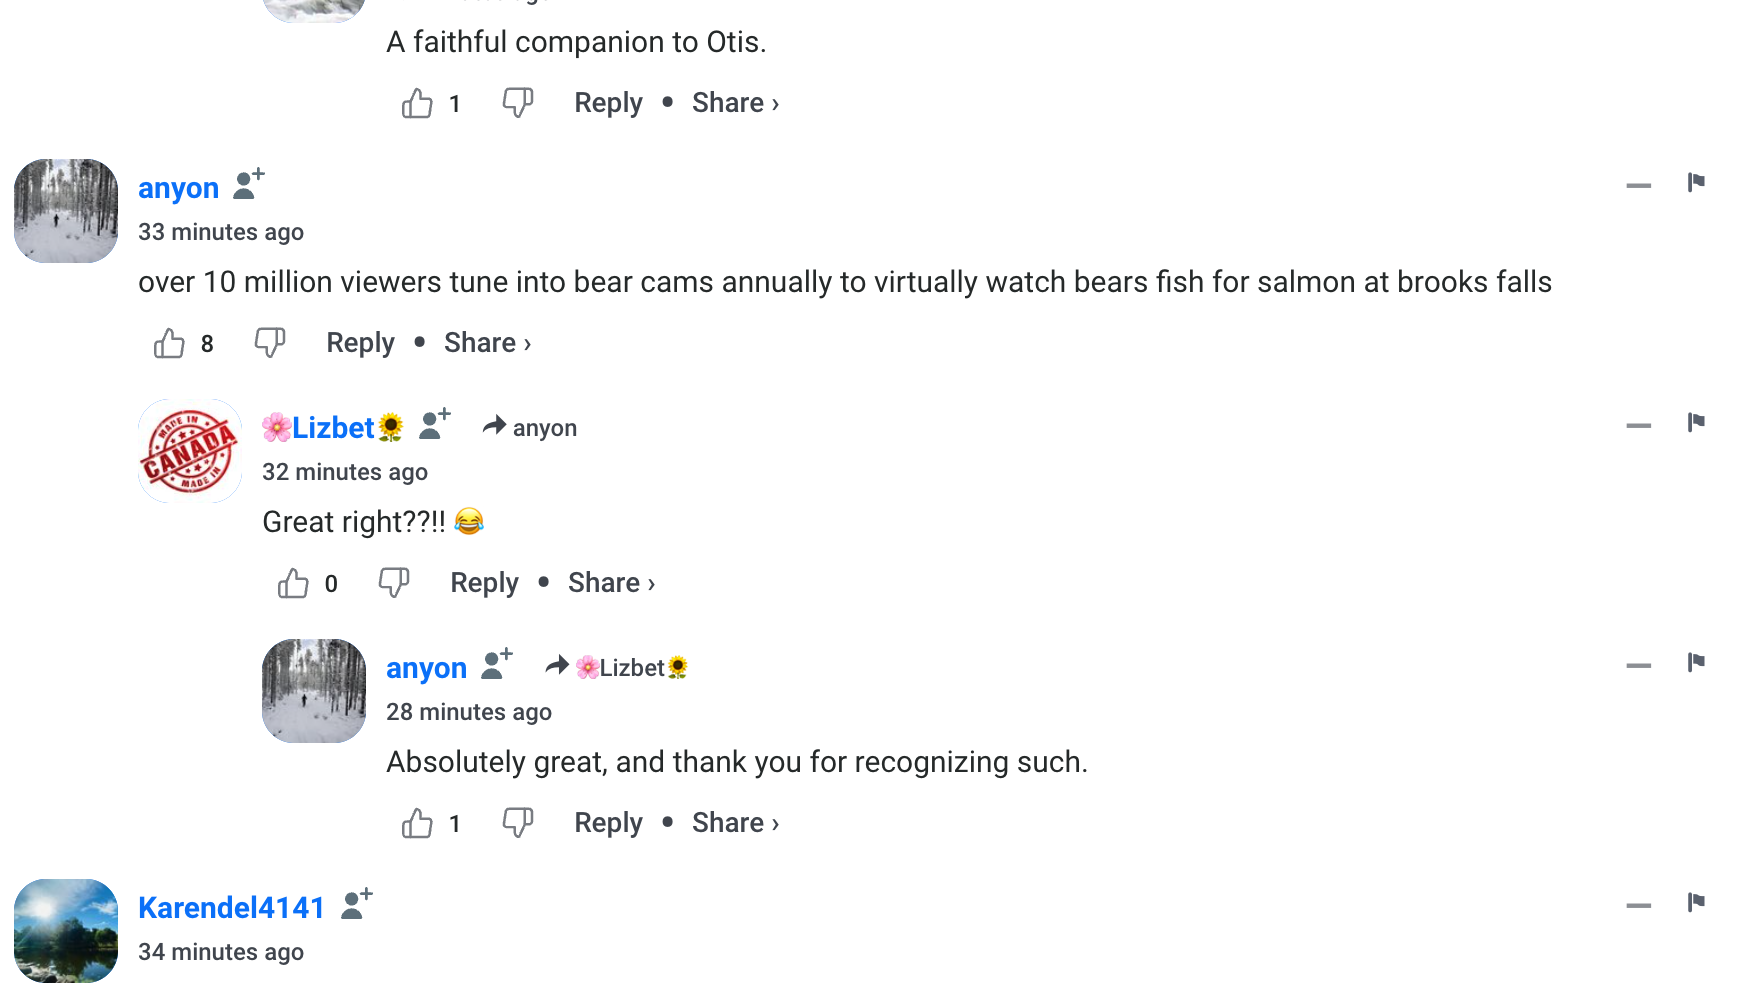 A faithful companion to Otis.
1 Reply • Share ›
anyon
33 minutes ago
over 10 million viewers tune into bear cams annually to virtually watch bears fish for salmon at brooks falls
8 Reply • Share ›
MADE IN
CANADA
MADE IN
🌸Lizbet🌻 anyon
32 minutes ago
Great right??!! 😂
0 Reply • Share ›
anyon 🌸Lizbet🌻
28 minutes ago
Absolutely great, and thank you for recognizing such.
1 Reply • Share ›
Karendel4141
34 minutes ago